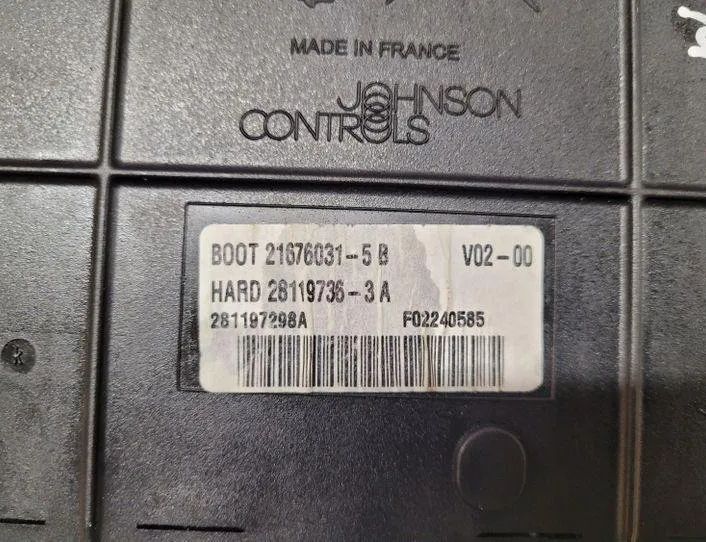 MADE IN FRANCE
JOHNSON
CONTROLS
BOOT 21676031-5 B V02-00
HARD 28119736-3 A
281197298A F02240585
k